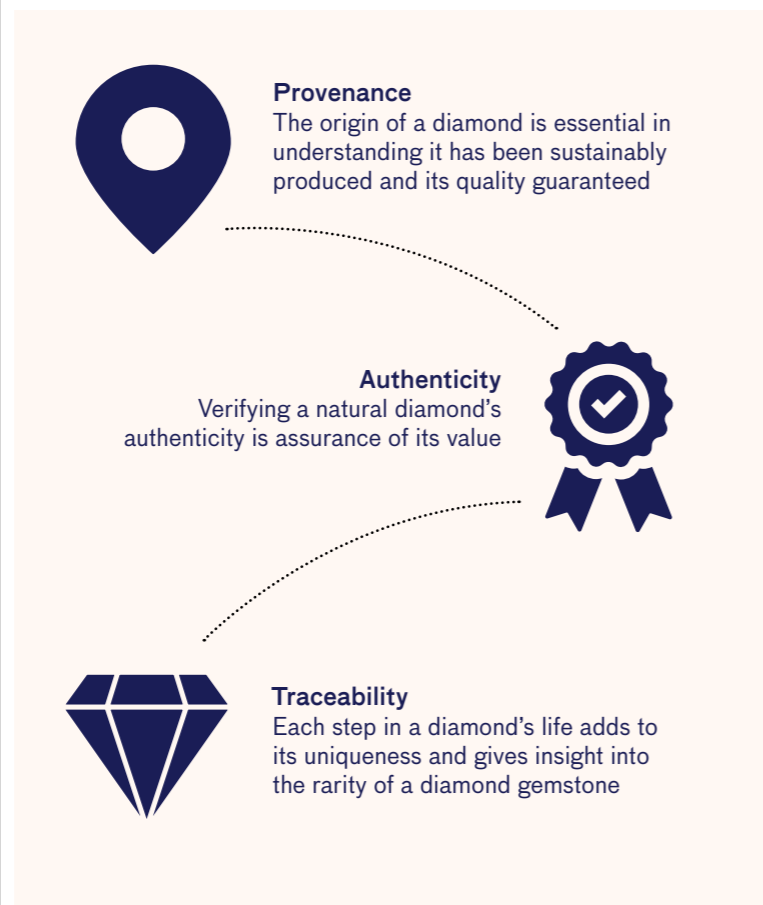 Provenance
The origin of a diamond is essential in
understanding it has been sustainably
produced and its quality guaranteed
Authenticity
Verifying a natural diamond’s
authenticity is assurance of its value
Traceability
Each step in a diamond’s life adds to
its uniqueness and gives insight into
the rarity of a diamond gemstone